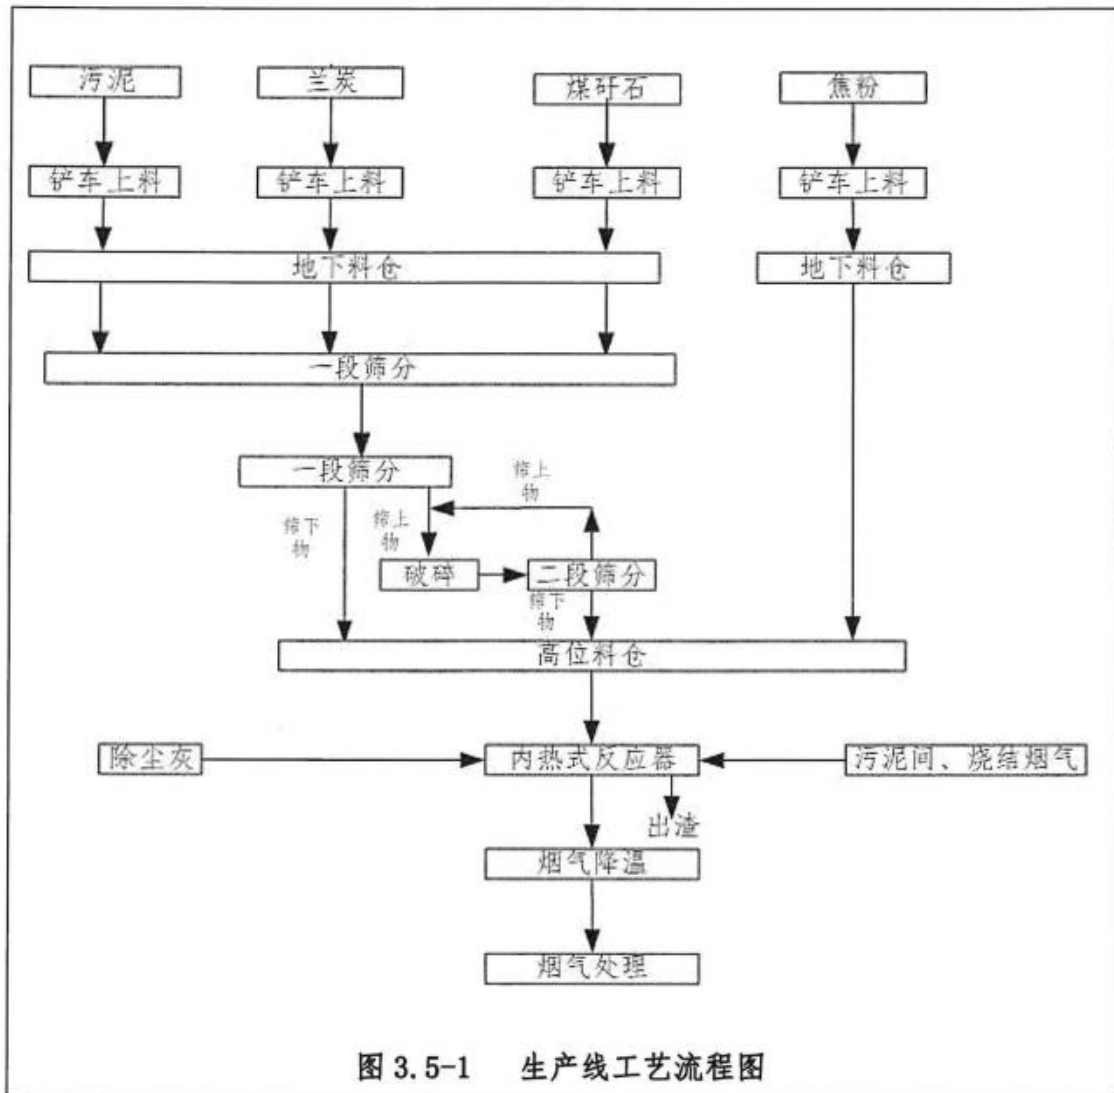 污泥
兰炭
煤矸石
焦粉
铲车上料
铲车上料
铲车上料
铲车上料
地下料仓
地下料仓
一段筛分
一段筛分
筛上
物
筛下
物
筛上
物
破碎
二段筛分
筛下
物
高位料仓
除尘灰
内热式反应器
污泥间、烧结烟气
出渣
烟气降温
烟气处理
图 3.5-1 生产线工艺流程图